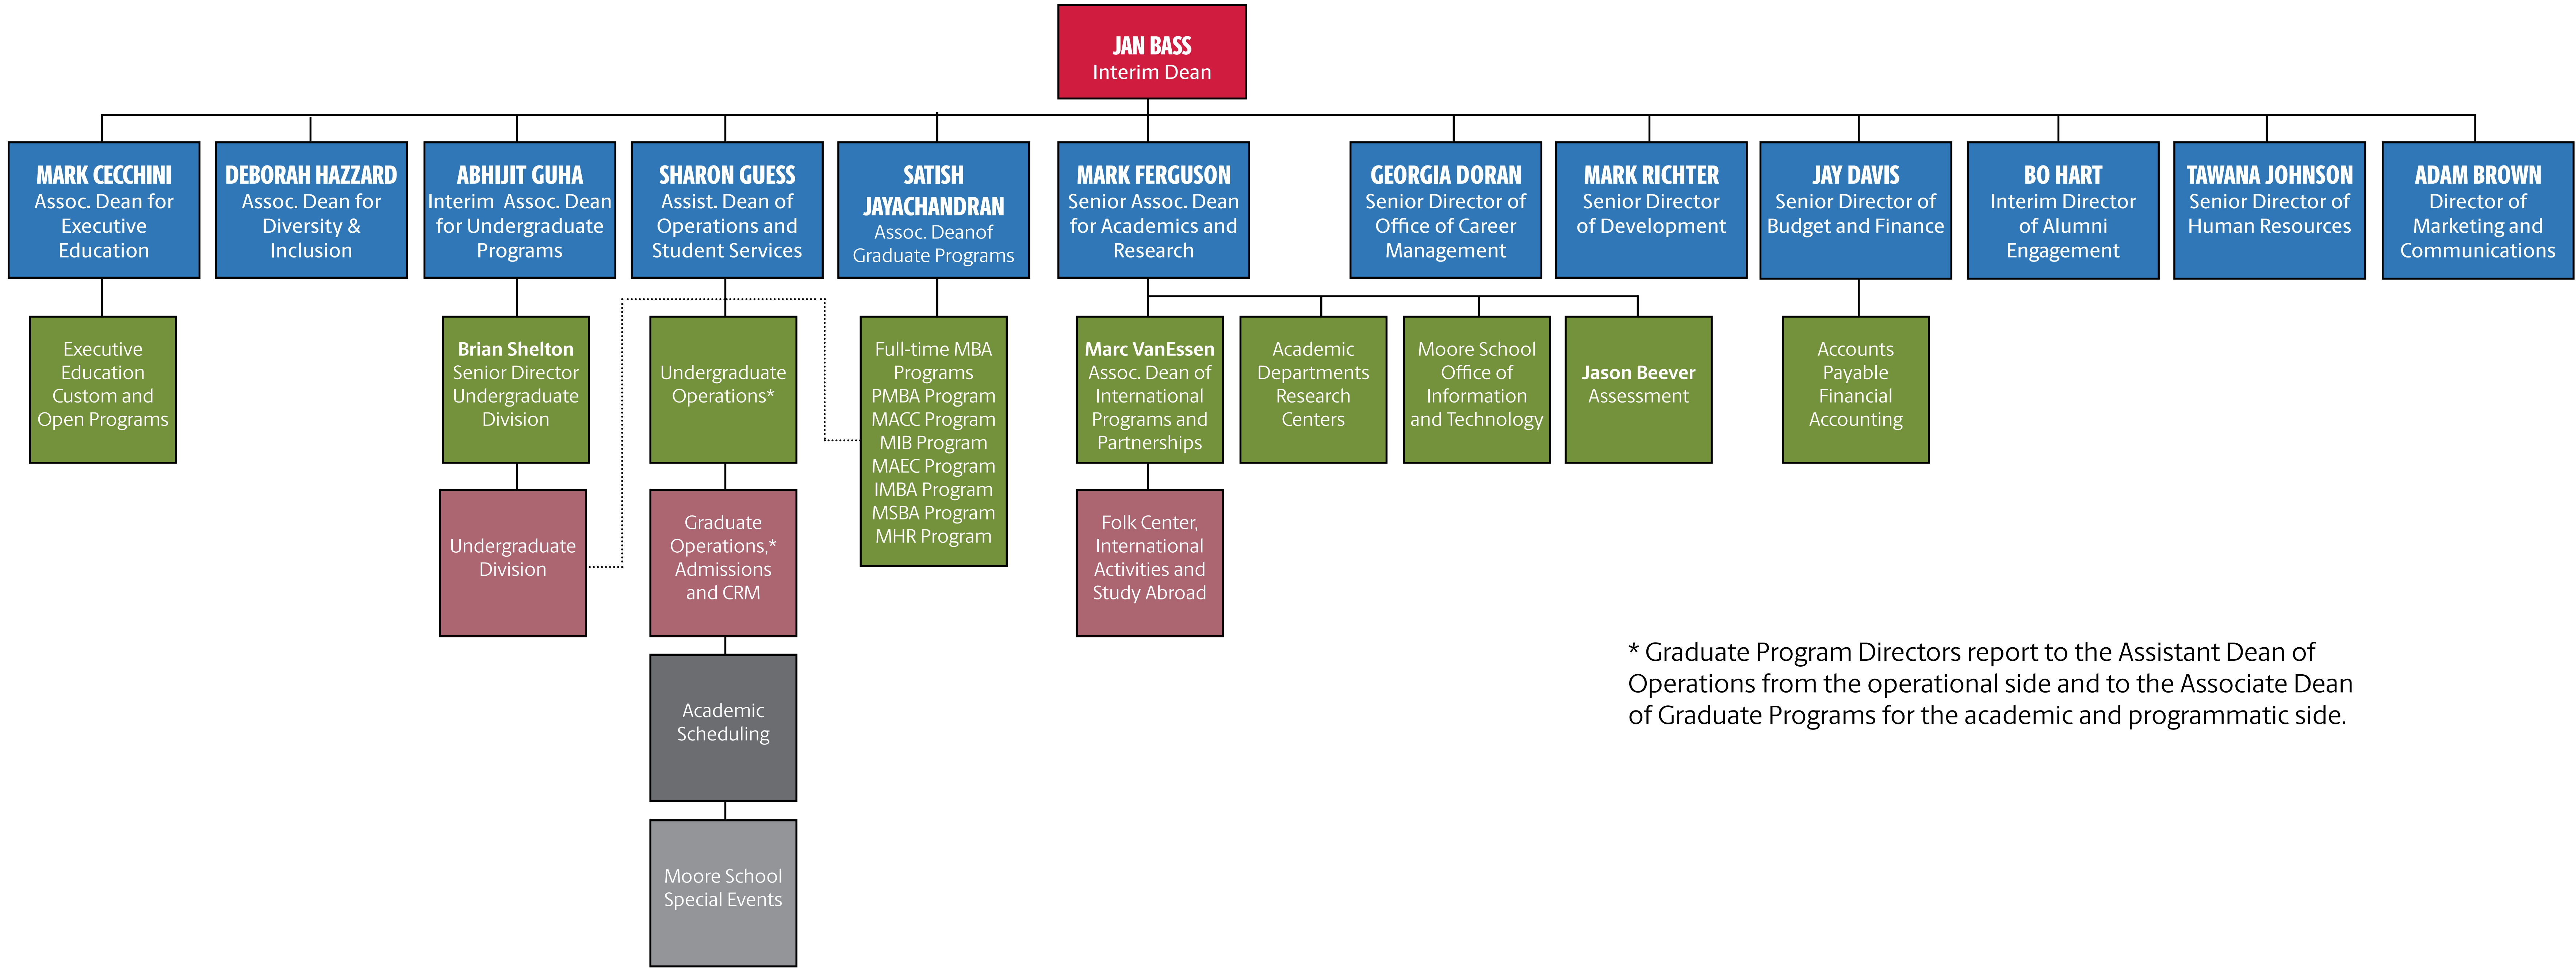 JAN BASS
Interim Dean
MARK CECCHINI
Assoc. Dean for
Executive
Education
DEBORAH HAZZARD
Assoc. Dean for
Diversity &
Inclusion
ABHIJIT GUHA
Interim  Assoc. Dean
for Undergraduate
Programs
SHARON GUESS
Assist. Dean of
Operations and
Student Services
SATISH
JAYACHANDRAN
Assoc. Deanof
Graduate Programs
MARK FERGUSON
Senior Assoc. Dean
for Academics and
Research
GEORGIA DORAN
Senior Director of
Office of Career
Management
MARK RICHTER
Senior Director
of Development
JAY DAVIS
Senior Director of
Budget and Finance
BO HART
Interim Director
of Alumni
Engagement
TAWANA JOHNSON
Senior Director of
Human Resources
ADAM BROWN
Director of
Marketing and
Communications
Executive
Education
Custom and
Open Programs
Brian Shelton
Senior Director
Undergraduate
Division
Undergraduate
Operations*
Full-time MBA
Programs
PMBA Program
MACC Program
MIB Program
MAEC Program
IMBA Program
MSBA Program
MHR Program
Marc VanEssen
Assoc. Dean of
International
Programs and
Partnerships
Academic
Departments
Research
Centers
Moore School
Office of
Information
and Technology
Jason Beever
Assessment
Accounts
Payable
Financial
Accounting
Undergraduate
Division
Graduate
Operations,*
Admissions
and CRM
Folk Center,
International
Activities and
Study Abroad
Academic
Scheduling
Moore School
Special Events
* Graduate Program Directors report to the Assistant Dean of
Operations from the operational side and to the Associate Dean
of Graduate Programs for the academic and programmatic side.